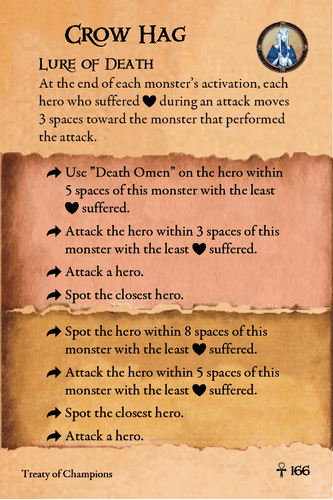 Crow Hag
Lure of Death
At the end of each monster's activation, each
hero who suffered ♥ during an attack moves
3 spaces toward the monster that performed
the attack.
Use "Death Omen" on the hero within
5 spaces of this monster with the least
♥ suffered.
Attack the hero within 3 spaces of this
monster with the least ♥ suffered.
Attack a hero.
Spot the closest hero.
Spot the hero within 8 spaces of this
monster with the least ♥ suffered.
Attack the hero within 5 spaces of this
monster with the least ♥ suffered.
Spot the closest hero.
Attack a hero.
Treaty of Champions
☥ 166